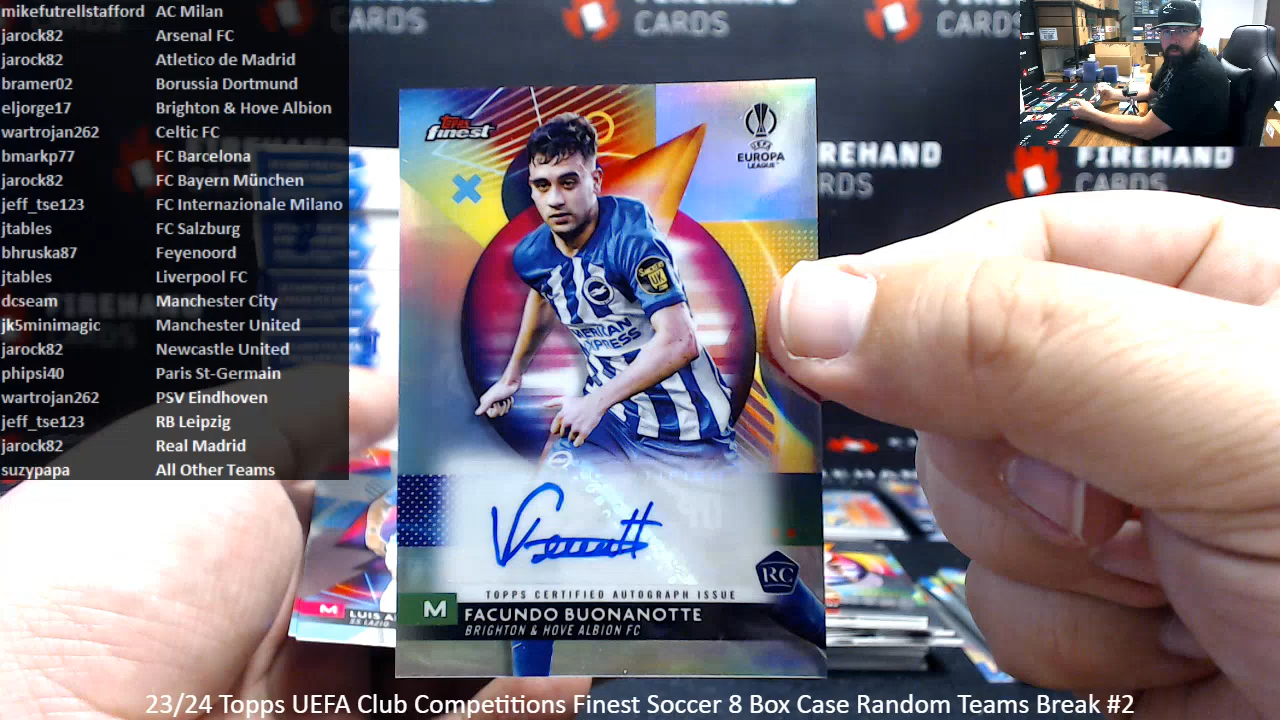 mikefutrellstafford AC Milan
jarock82 Arsenal FC
jarock82 Atletico de Madrid
bramer02 Borussia Dortmund
eljorge17 Brighton & Hove Albion
wartrojan262 Celtic FC
bmarkp77 FC Barcelona
jarock82 FC Bayern München
jeff_tse123 FC Internazionale Milano
jtables FC Salzburg
bhruska87 Feyenoord
jtables Liverpool FC
dcseam Manchester City
jk5minimagic Manchester United
jarock82 Newcastle United
phipsi40 Paris St-Germain
wartrojan262 PSV Eindhoven
jeff_tse123 RB Leipzig
jarock82 Real Madrid
suzypapa All Other Teams
CARDS
FIREHAND
CARDS
FIREHAND
CARDS
FIREHAND
CARDS
TOPPS
finest
UEFA
EUROPA
LEAGUE
AMERICAN
EXPRESS
TOPPS CERTIFIED AUTOGRAPH ISSUE
RC
M FACUNDO BUONANOTTE
BRIGHTON & HOVE ALBION FC
M LUIS A
S.S. LAZIO
23/24 Topps UEFA Club Competitions Finest Soccer 8 Box Case Random Teams Break #2